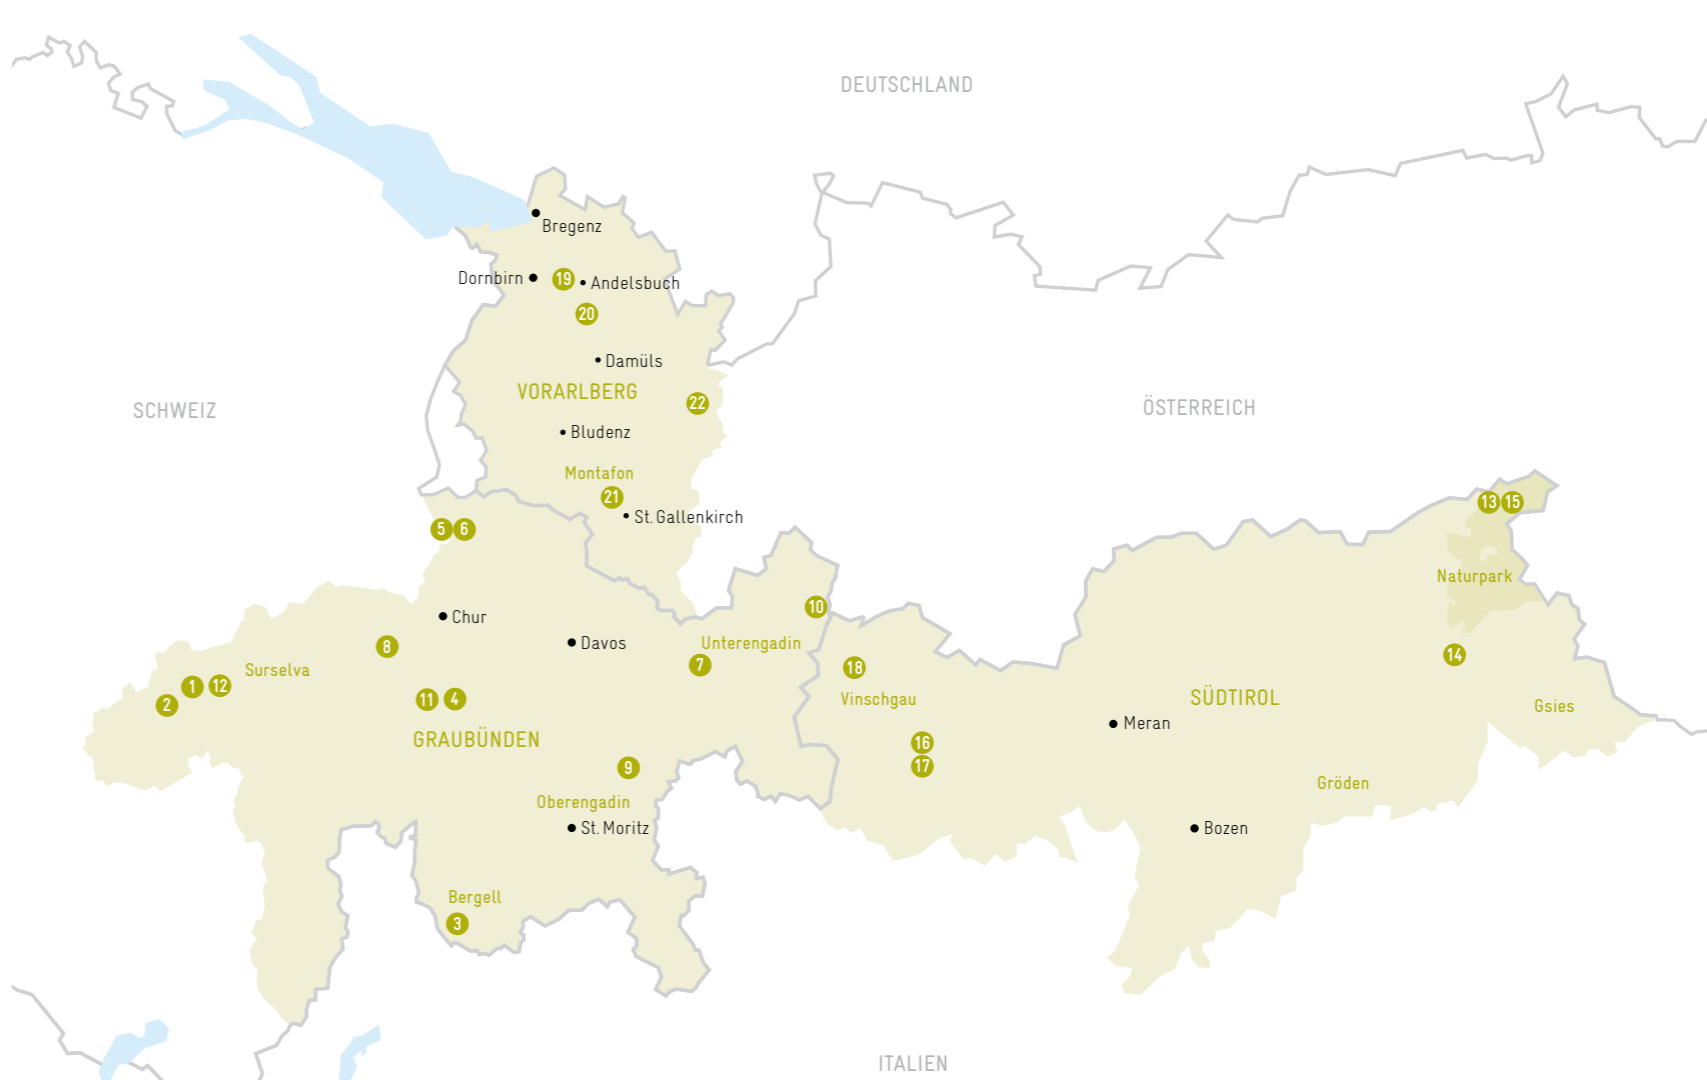 DEUTSCHLAND
Bregenz
Dornbirn
19
Andelsbuch
20
Damüls
VORARLBERG
22
SCHWEIZ
ÖSTERREICH
Bludenz
Montafon
21
St. Gallenkirch
13
15
5
6
Naturpark
10
Chur
8
Davos
Unterengadin
7
18
14
Surselva
1
12
2
11
4
Vinschgau
SÜDTIROL
Gsies
Meran
GRAUBÜNDEN
16
17
9
Gröden
Oberengadin
St. Moritz
Bozen
Bergell
3
ITALIEN